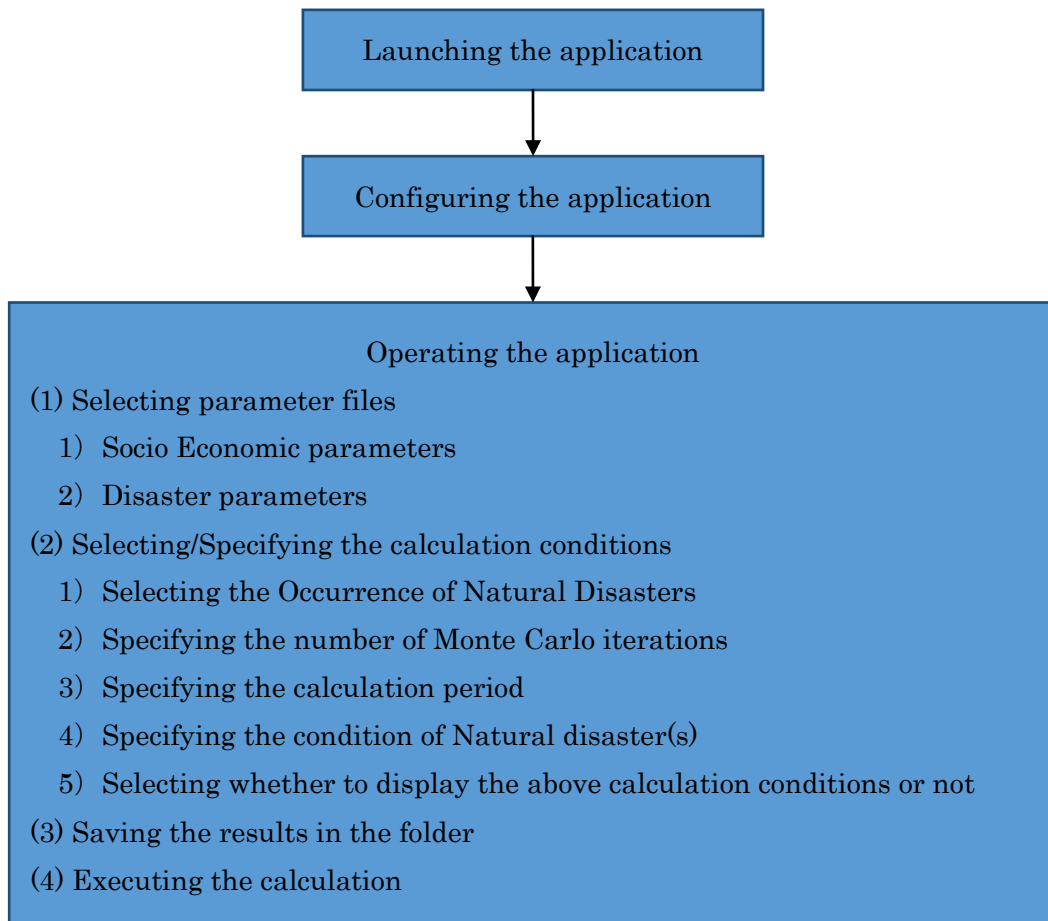 Launching the application
Configuring the application
Operating the application
(1) Selecting parameter files
1) Socio Economic parameters
2) Disaster parameters
(2) Selecting/Specifying the calculation conditions
1) Selecting the Occurrence of Natural Disasters
2) Specifying the number of Monte Carlo iterations
3) Specifying the calculation period
4) Specifying the condition of Natural disaster(s)
5) Selecting whether to display the above calculation conditions or not
(3) Saving the results in the folder
(4) Executing the calculation